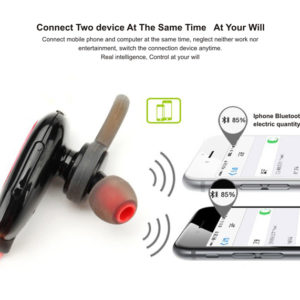 Connect Two device At The Same Time At Your Will
Connect mobile phone and computer at the same time, neglect neither work nor
entertainment, switch the connection device anytime.
Real intelligence, Control at your will
85%
Iphone Bluetoot
electric quantity
85%